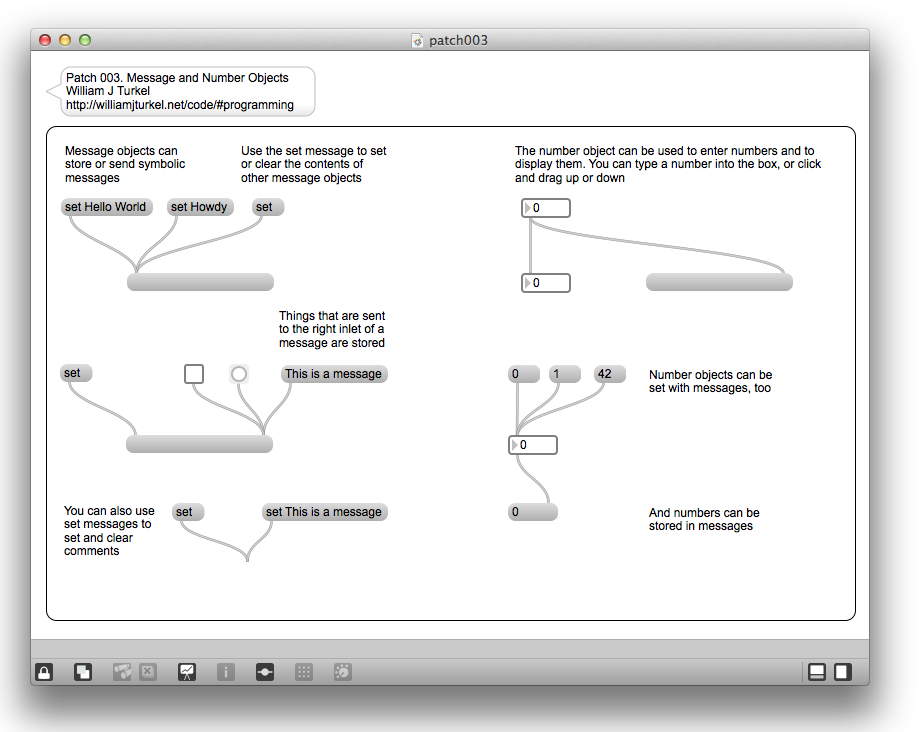 patch003
Patch 003. Message and Number Objects
William J Turkel
http://williamjturkel.net/code/#programming
Message objects can
store or send symbolic
messages
Use the set message to set
or clear the contents of
other message objects
The number object can be used to enter numbers and to
display them. You can type a number into the box, or click
and drag up or down
set Hello World
set Howdy
set
0
0
Things that are sent
to the right inlet of a
message are stored
set
This is a message
0
1
42
Number objects can be
set with messages, too
0
You can also use
set messages to
set and clear
comments
set
set This is a message
0
And numbers can be
stored in messages